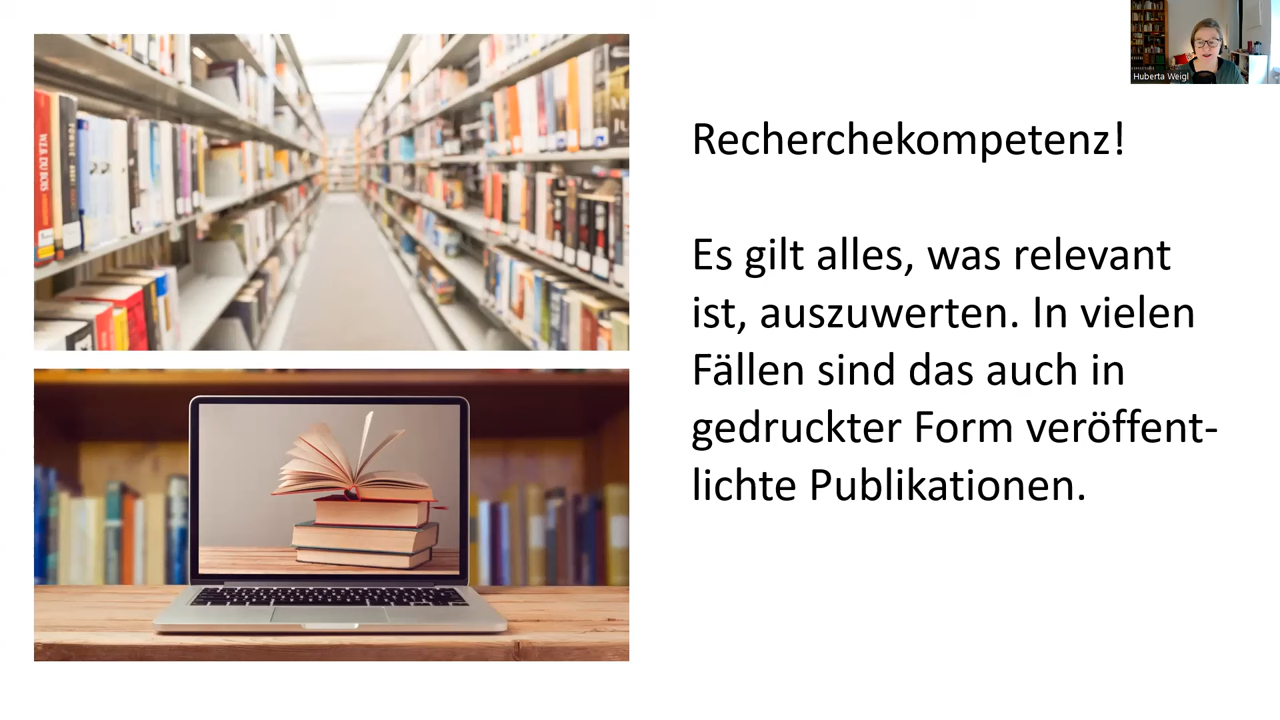 Huberta Weigl
Recherchekompetenz!
Es gilt alles, was relevant
ist, auszuwerten. In vielen
Fällen sind das auch in
gedruckter Form veröffent-
lichte Publikationen.